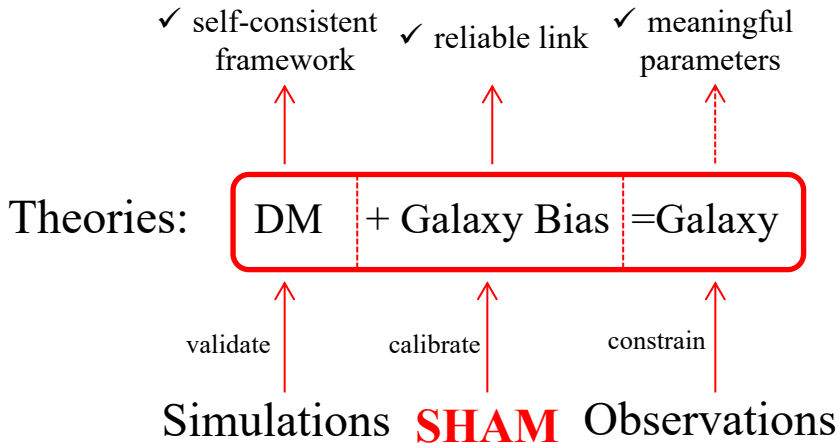 ✓ self-consistent framework
✓ reliable link
✓ meaningful parameters
Theories: DM + Galaxy Bias =Galaxy
validate
calibrate
constrain
Simulations SHAM Observations